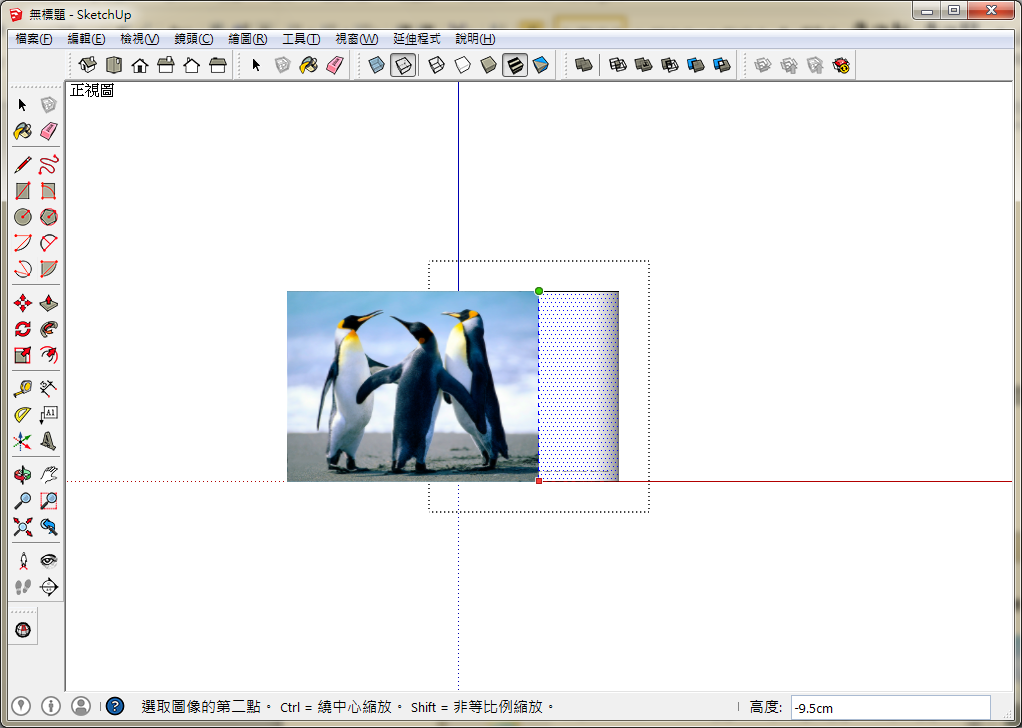 無標題 - SketchUp
檔案(F) 編輯(E) 檢視(V) 鏡頭(C) 繪圖(R) 工具(T) 視窗(W) 延伸程式 說明(H)
正視圖
A1
選取圖像的第二點。 Ctrl = 繞中心縮放。 Shift = 非等比例縮放。
高度: -9.5cm